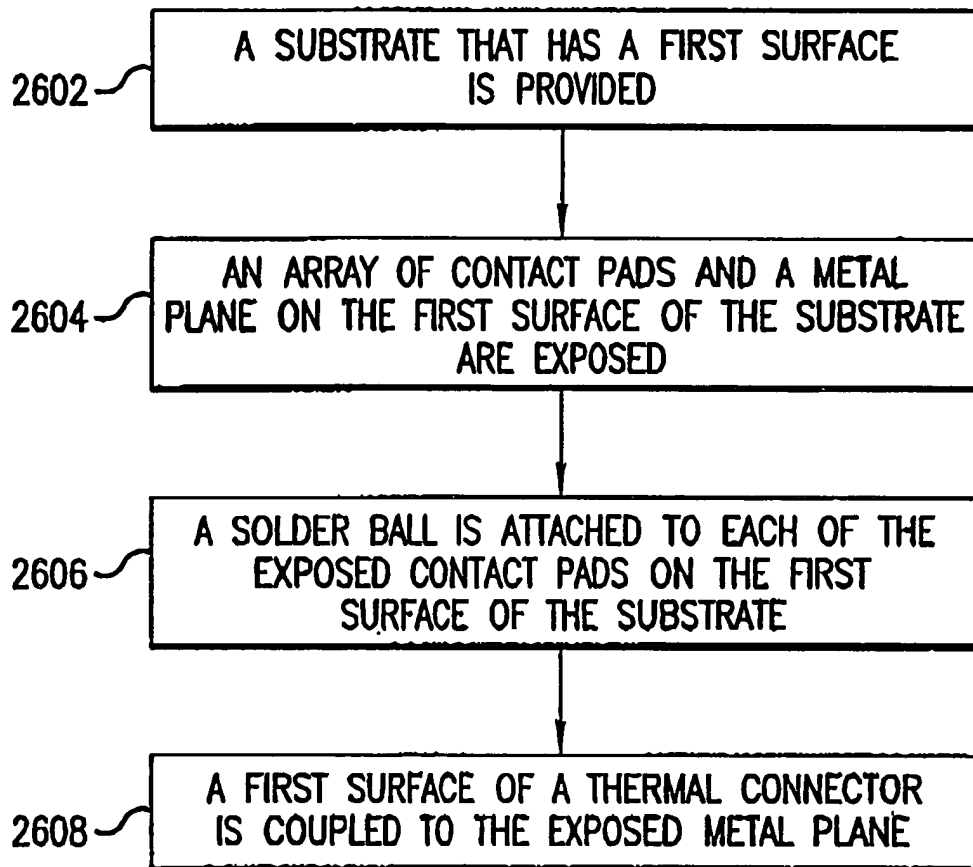 2602
A SUBSTRATE THAT HAS A FIRST SURFACE
IS PROVIDED
2604
AN ARRAY OF CONTACT PADS AND A METAL
PLANE ON THE FIRST SURFACE OF THE SUBSTRATE
ARE EXPOSED
2606
A SOLDER BALL IS ATTACHED TO EACH OF THE
EXPOSED CONTACT PADS ON THE FIRST
SURFACE OF THE SUBSTRATE
2608
A FIRST SURFACE OF A THERMAL CONNECTOR
IS COUPLED TO THE EXPOSED METAL PLANE